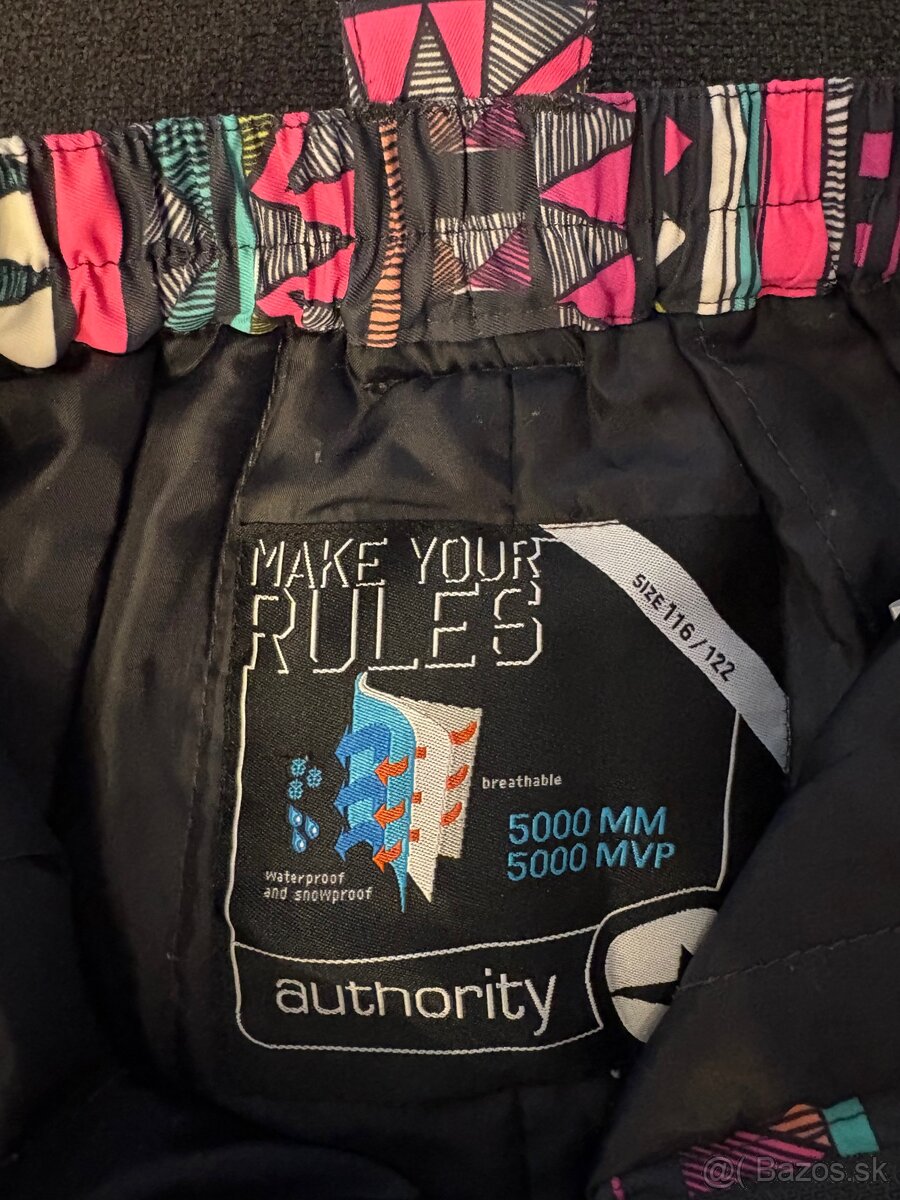 MAKE YOUR
RULES
SIZE 116 / 122
breathable
5000 MM
5000 MVP
waterproof
and snowproof
authority
@( Bazos.sk